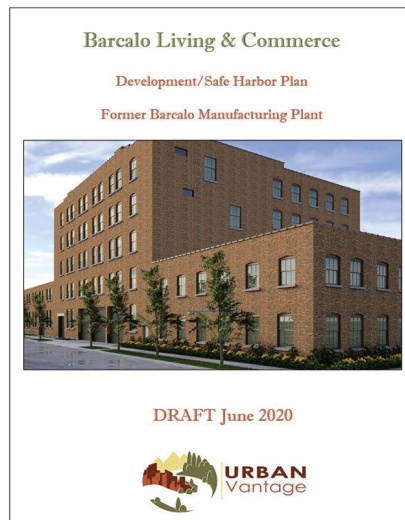 Barcalo Living & Commerce
Development/Safe Harbor Plan
Former Barcalo Manufacturing Plant
DRAFT June 2020
URBAN
Vantage